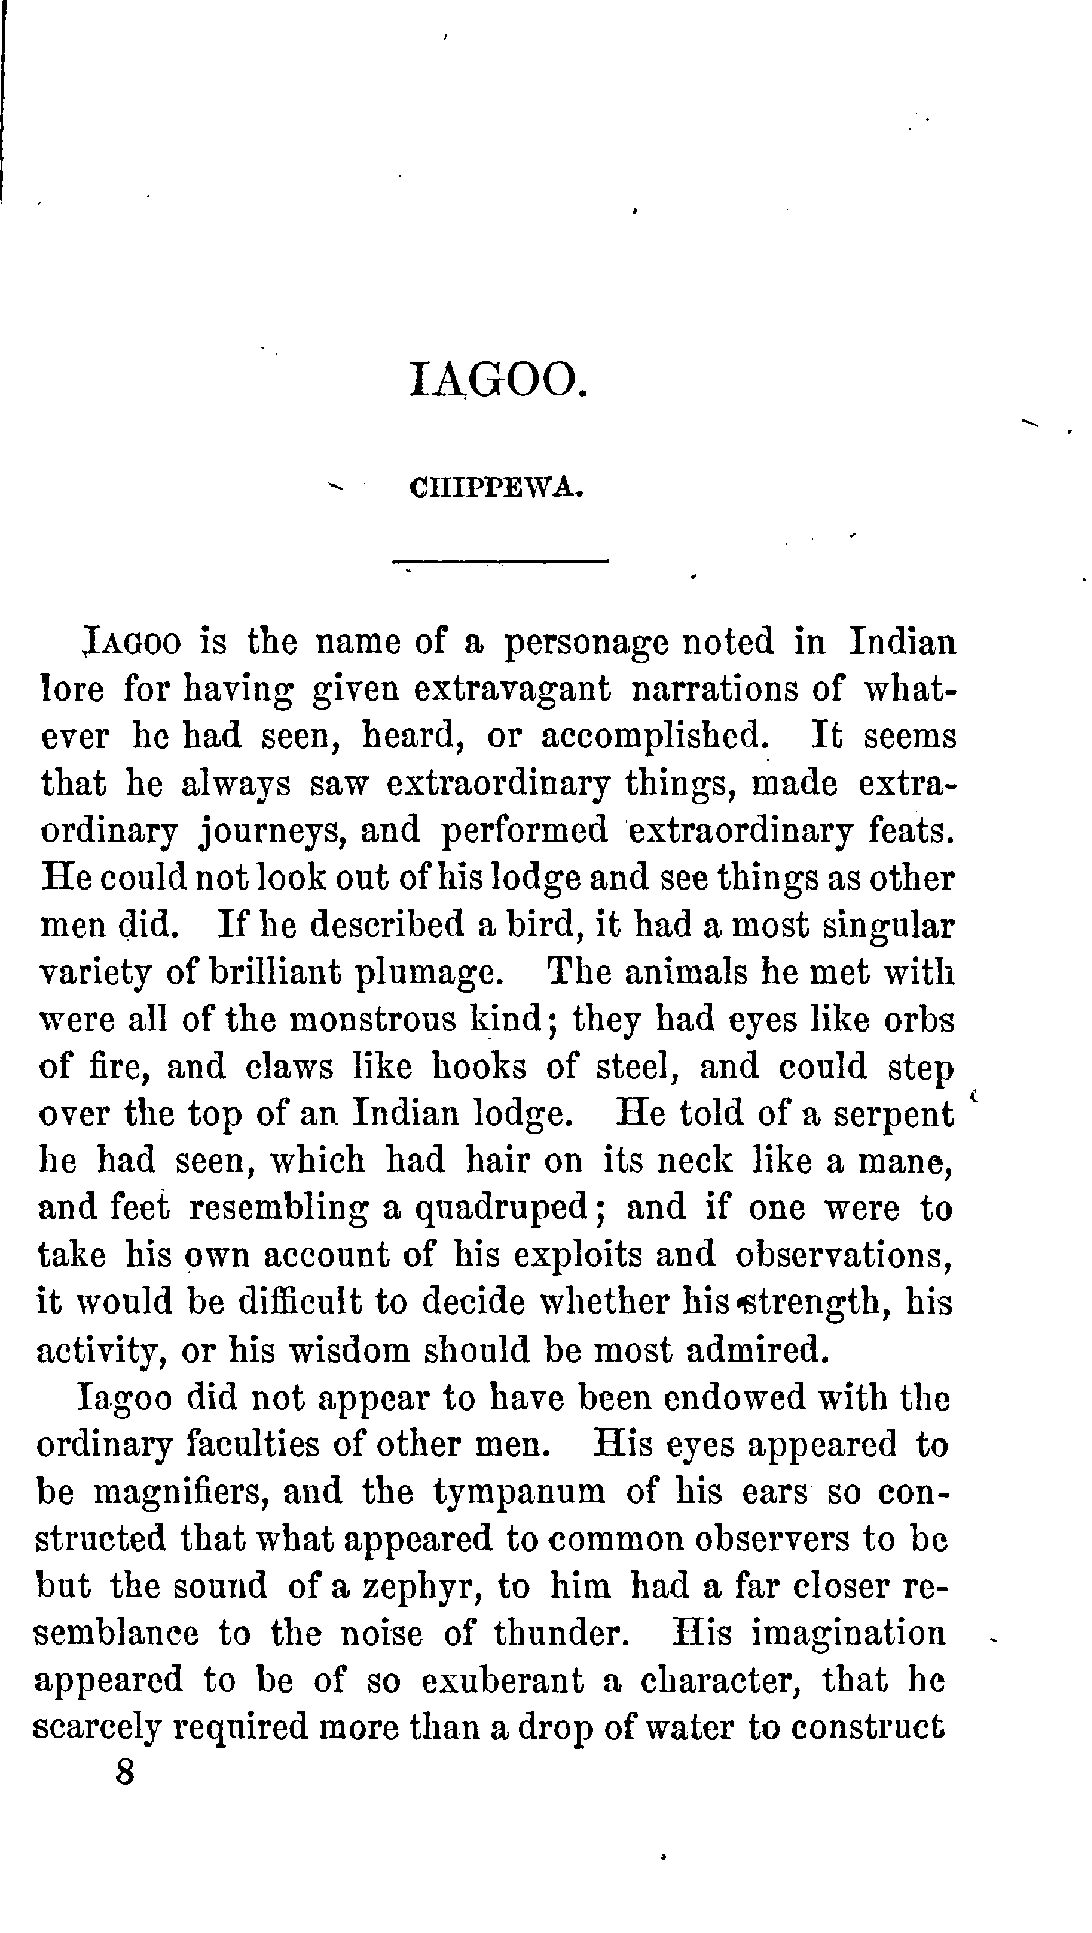 IAGOO.
CHIPPEWA.
IAGOO is the name of a personage noted in Indian
lore for having given extravagant narrations of what-
ever he had seen, heard, or accomplished. It seems
that he always saw extraordinary things, made extra-
ordinary journeys, and performed extraordinary feats.
He could not look out of his lodge and see things as other
men did. If he described a bird, it had a most singular
variety of brilliant plumage. The animals he met with
were all of the monstrous kind; they had eyes like orbs
of fire, and claws like hooks of steel, and could step
over the top of an Indian lodge. He told of a serpent
he had seen, which had hair on its neck like a mane,
and feet resembling a quadruped; and if one were to
take his own account of his exploits and observations,
it would be difficult to decide whether his strength, his
activity, or his wisdom should be most admired.
Iagoo did not appear to have been endowed with the
ordinary faculties of other men. His eyes appeared to
be magnifiers, and the tympanum of his ears so con-
structed that what appeared to common observers to be
but the sound of a zephyr, to him had a far closer re-
semblance to the noise of thunder. His imagination
appeared to be of so exuberant a character, that he
scarcely required more than a drop of water to construct
8